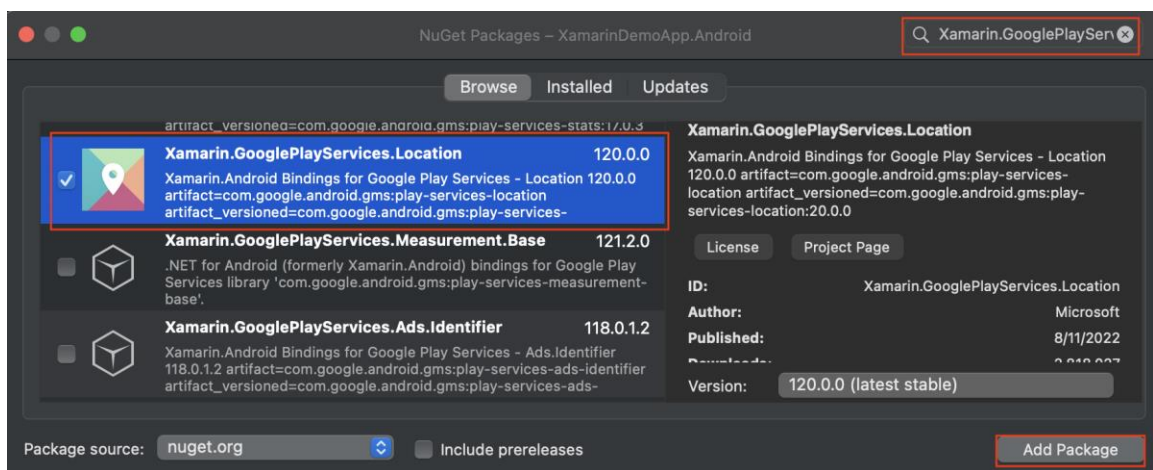 NuGet Packages – XamarinDemoApp.Android
Xamarin.GooglePlayServ
Browse
Installed
Updates
artifact_versioned=com.google.android.gms:play-services-stats:17.0.3
Xamarin.GooglePlayServices.Location 120.0.0
Xamarin.Android Bindings for Google Play Services - Location 120.0.0
artifact=com.google.android.gms:play-services-location
artifact_versioned=com.google.android.gms:play-services-
Xamarin.GooglePlayServices.Measurement.Base 121.2.0
.NET for Android (formerly Xamarin.Android) bindings for Google Play
Services library 'com.google.android.gms:play-services-measurement-
base'.
Xamarin.GooglePlayServices.Ads.Identifier 118.0.1.2
Xamarin.Android Bindings for Google Play Services - Ads.Identifier
118.0.1.2 artifact=com.google.android.gms:play-services-ads-identifier
artifact_versioned=com.google.android.gms:play-services-ads-
Xamarin.GooglePlayServices.Location
Xamarin.Android Bindings for Google Play Services - Location
120.0.0 artifact=com.google.android.gms:play-services-
location artifact_versioned=com.google.android.gms:play-
services-location:20.0.0
License
Project Page
ID: Xamarin.GooglePlayServices.Location
Author: Microsoft
Published: 8/11/2022
Version: 120.0.0 (latest stable)
Package source: nuget.org
Include prereleases
Add Package